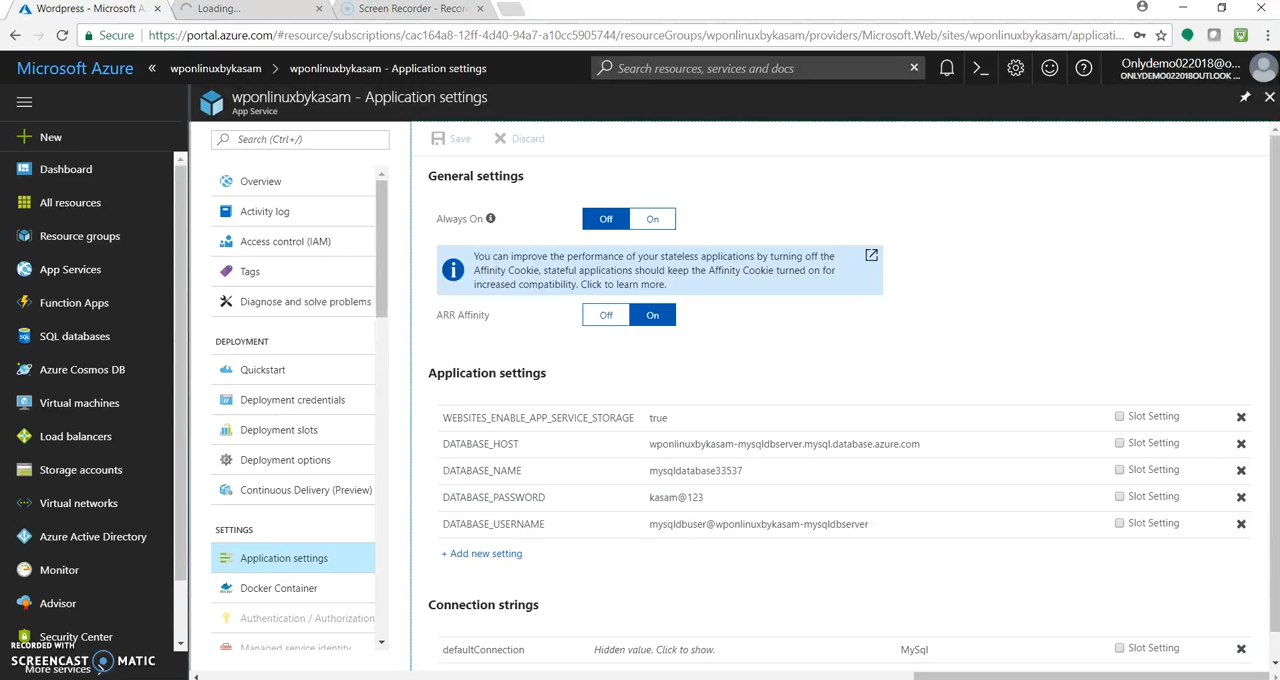 Wordpress - Microsoft A
Loading...
Screen Recorder - Recor
Secure
https://portal.azure.com/#resource/subscriptions/cac164a8-12ff-4d40-94a7-a10cc5905744/resourceGroups/wponlinuxbykasam/providers/Microsoft.Web/sites/wponlinuxbykasam/applicati...
Microsoft Azure
wponlinuxbykasam
wponlinuxbykasam - Application settings
Search resources, services and docs
Onlydemo022018@o...
ONLYDEMO022018OUTLOOK ...
wponlinuxbykasam - Application settings
App Service
New
Dashboard
All resources
Resource groups
App Services
Function Apps
SQL databases
Azure Cosmos DB
Virtual machines
Load balancers
Storage accounts
Virtual networks
Azure Active Directory
Monitor
Advisor
Security Center
RECORDED WITH
SCREENCAST MATIC
More services
Search (Ctrl+/)
Overview
Activity log
Access control (IAM)
Tags
Diagnose and solve problems
DEPLOYMENT
Quickstart
Deployment credentials
Deployment slots
Deployment options
Continuous Delivery (Preview)
SETTINGS
Application settings
Docker Container
Authentication / Authorization
Managed service identity
Save
Discard
General settings
Always On
Off
On
You can improve the performance of your stateless applications by turning off the
Affinity Cookie, stateful applications should keep the Affinity Cookie turned on for
increased compatibility. Click to learn more.
ARR Affinity
Off
On
Application settings
WEBSITES_ENABLE_APP_SERVICE_STORAGE true Slot Setting
DATABASE_HOST wponlinuxbykasam-mysqldbserver.mysql.database.azure.com Slot Setting
DATABASE_NAME mysqldatabase33537 Slot Setting
DATABASE_PASSWORD kasam@123 Slot Setting
DATABASE_USERNAME mysqldbuser@wponlinuxbykasam-mysqldbserver Slot Setting
+ Add new setting
Connection strings
defaultConnection Hidden value. Click to show. MySql Slot Setting